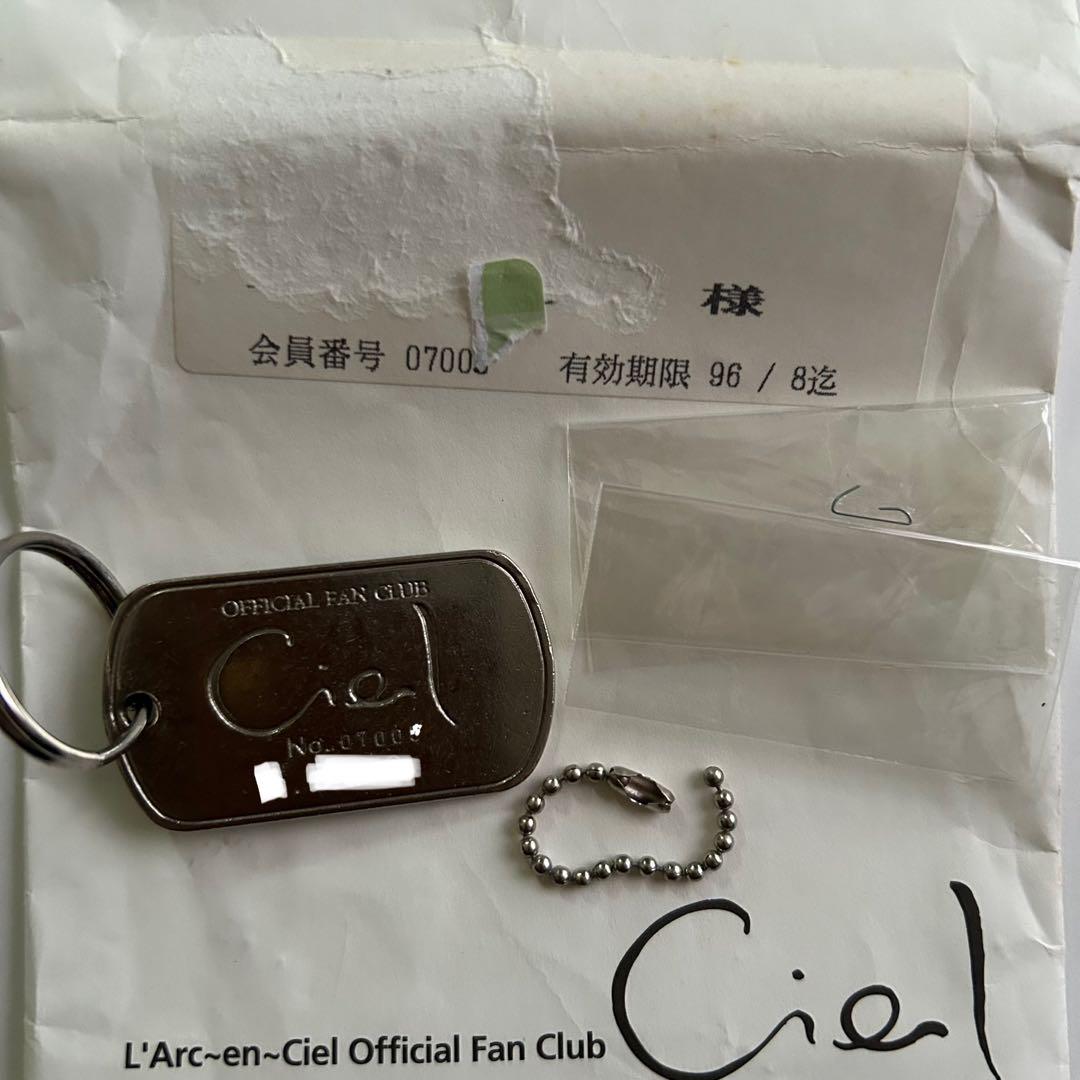 様
会員番号 0700
有効期限 96 / 8迄
OFFICIAL FAN CLUB
Ciel
No. 0700
L'Arc~en~Ciel Official Fan Club
Ciel